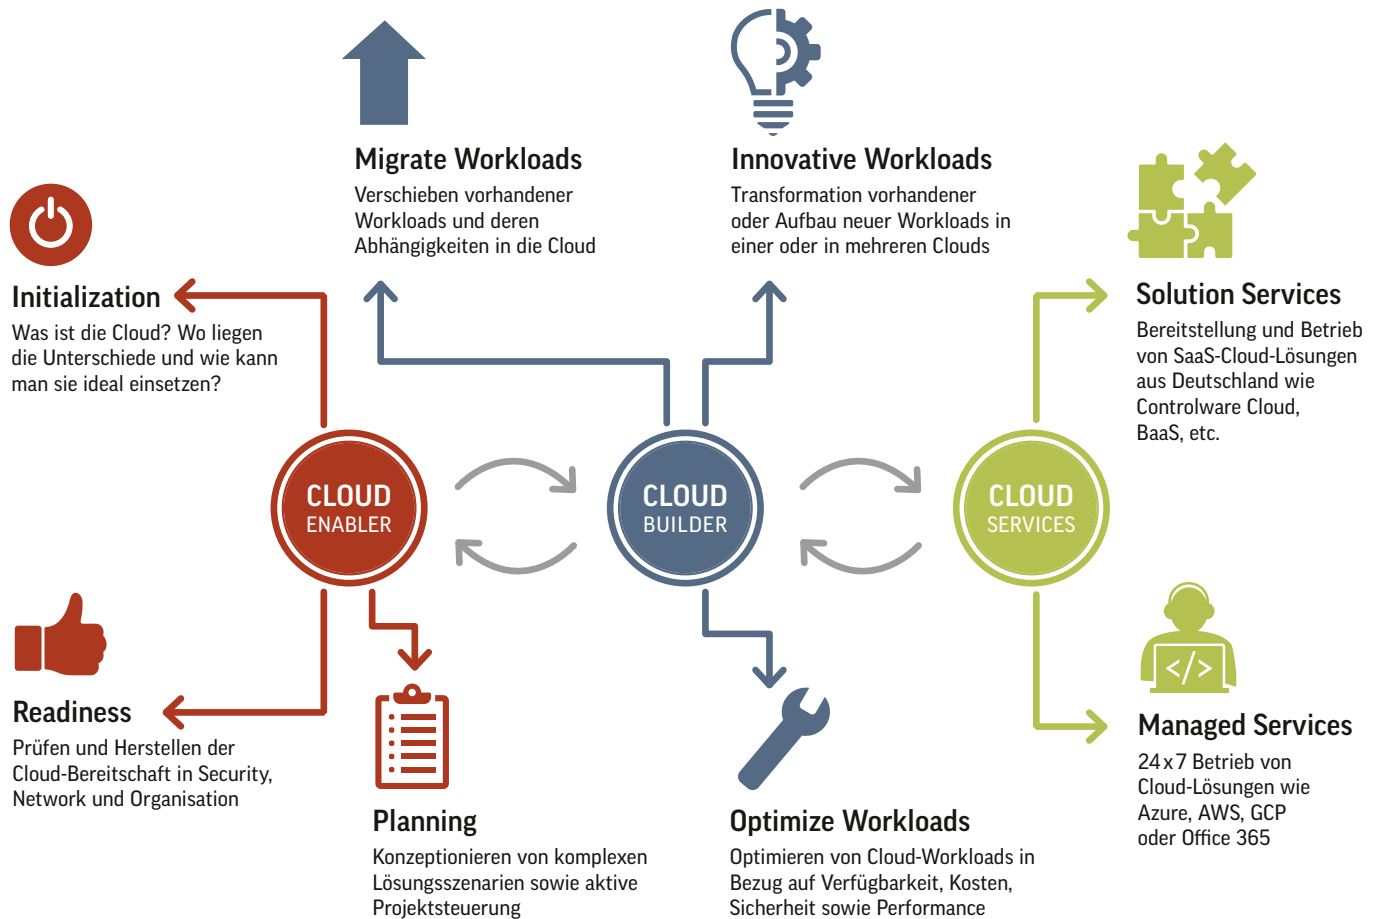 Migrate Workloads
Verschieben vorhandener
Workloads und deren
Abhängigkeiten in die Cloud
Innovative Workloads
Transformation vorhandener
oder Aufbau neuer Workloads in
einer oder in mehreren Clouds
Initialization
Was ist die Cloud? Wo liegen
die Unterschiede und wie kann
man sie ideal einsetzen?
Solution Services
Bereitstellung und Betrieb
von SaaS-Cloud-Lösungen
aus Deutschland wie
Controlware Cloud,
BaaS, etc.
CLOUD
ENABLER
CLOUD
BUILDER
CLOUD
SERVICES
Readiness
Prüfen und Herstellen der
Cloud-Bereitschaft in Security,
Network und Organisation
Planning
Konzeptionieren von komplexen
Lösungsszenarien sowie aktive
Projektsteuerung
Optimize Workloads
Optimieren von Cloud-Workloads in
Bezug auf Verfügbarkeit, Kosten,
Sicherheit sowie Performance
</>
Managed Services
24x7 Betrieb von
Cloud-Lösungen wie
Azure, AWS, GCP
oder Office 365